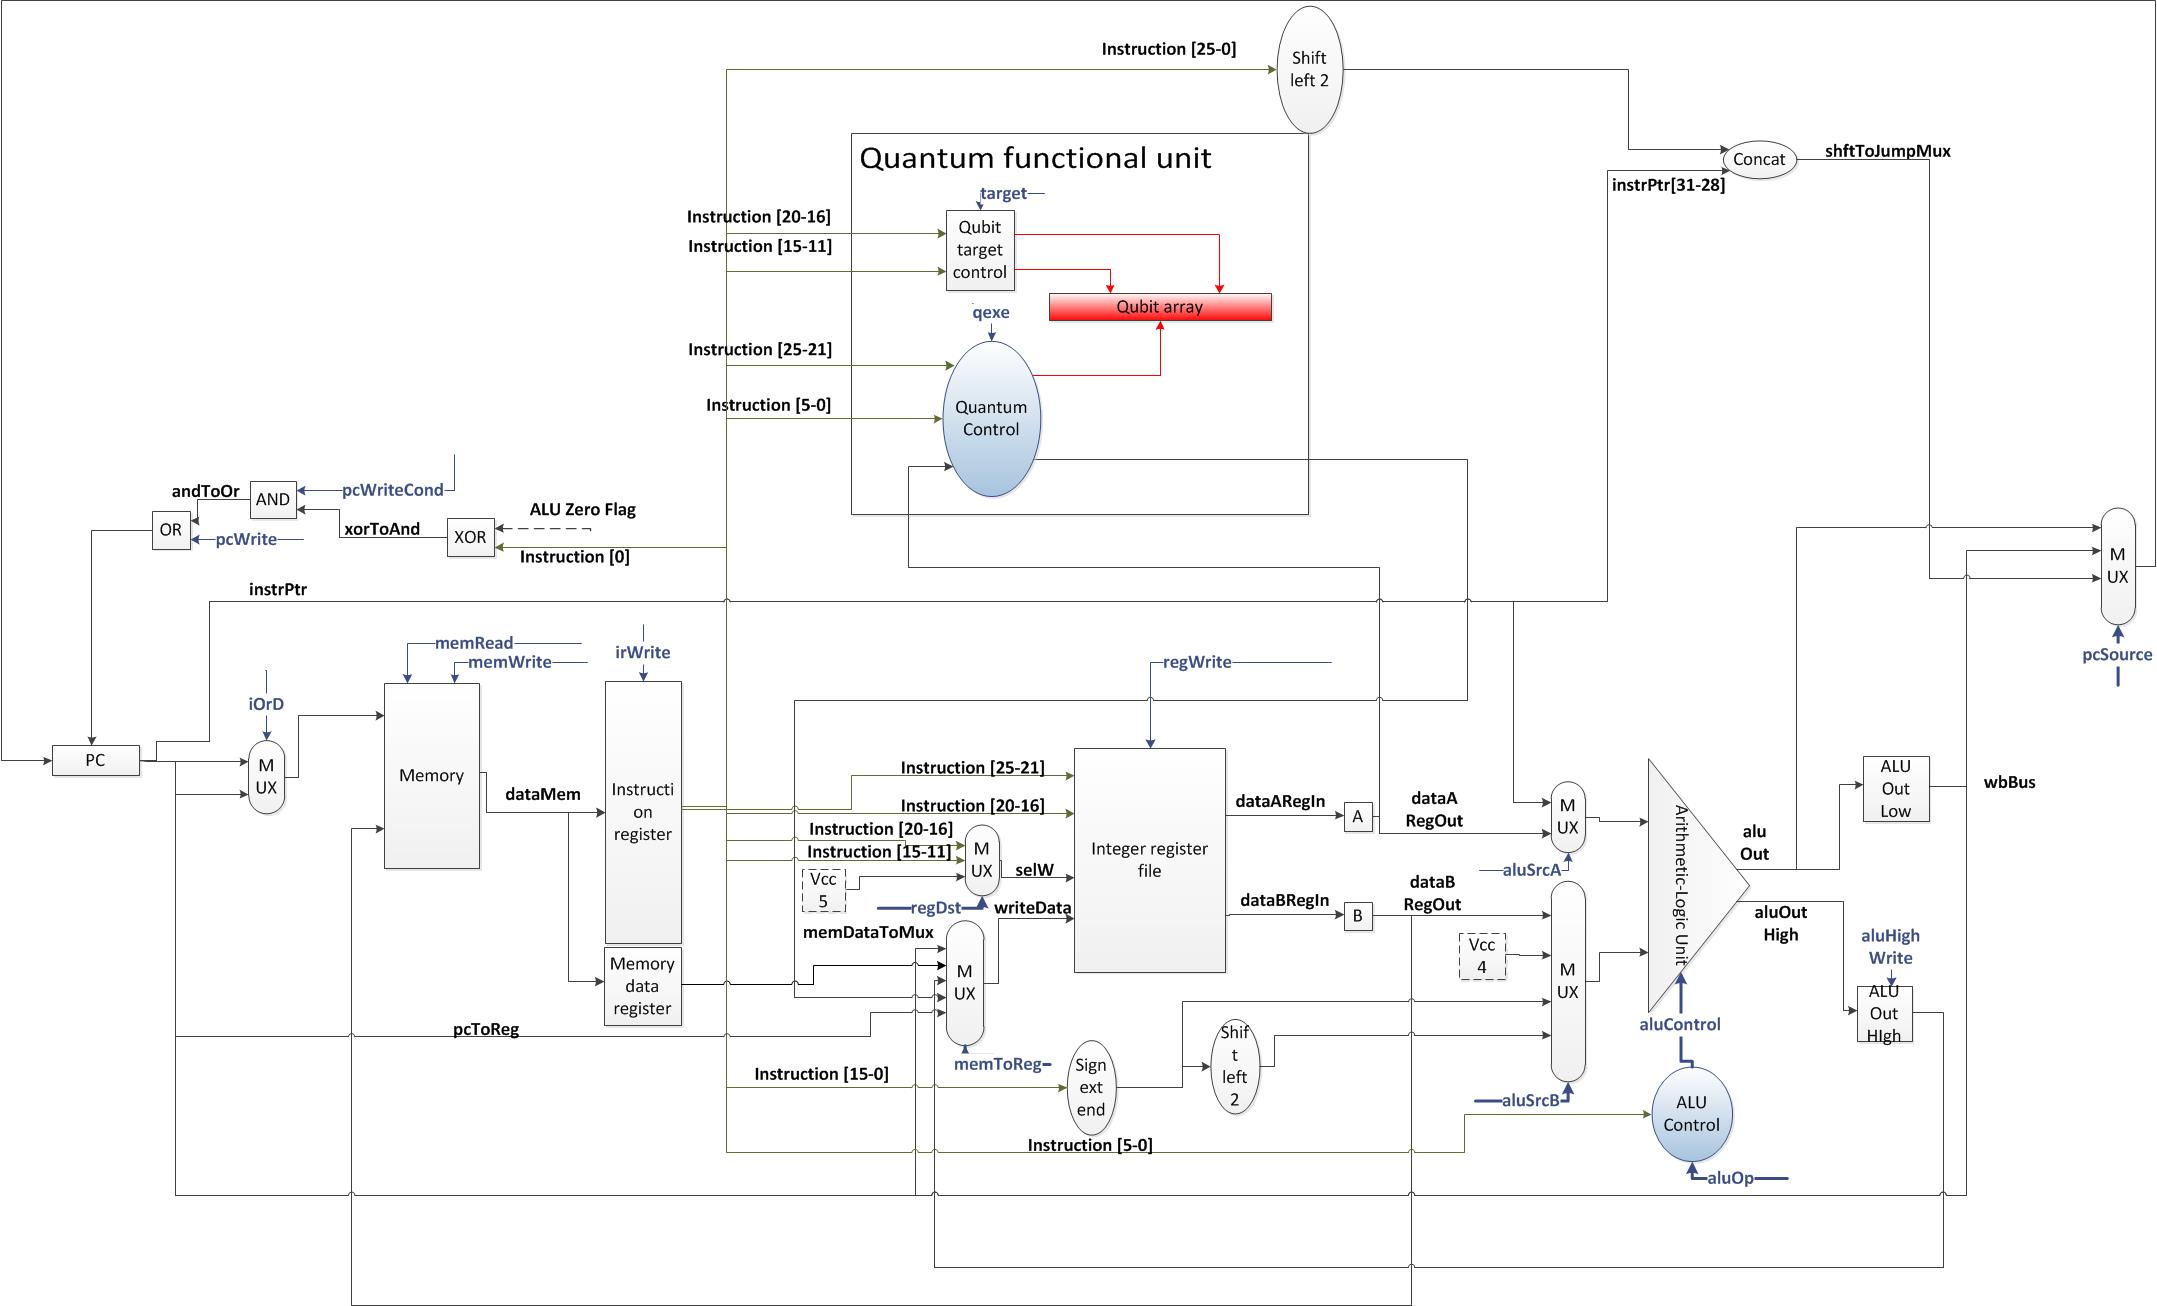 Instruction [25-0]
Shift
left 2
Quantum functional unit
Concat
shftToJumpMux
instrPtr[31-28]
target
Instruction [20-16]
Instruction [15-11]
Qubit
target
control
Qubit array
qexe
Instruction [25-21]
Instruction [5-0]
Quantum
Control
andToOr
AND
pcWriteCond
OR
pcWrite
xorToAnd
XOR
ALU Zero Flag
Instruction [0]
M
UX
pcSource
instrPtr
memRead
memWrite
irWrite
regWrite
iOrD
PC
M
UX
Memory
dataMem
Instructi
on
register
Instruction [25-21]
Instruction [20-16]
Instruction [20-16]
Instruction [15-11]
M
UX
Vcc
5
selW
regDst
writeData
memDataToMux
Integer register
file
dataARegIn
A
dataA
RegOut
M
UX
aluSrcA
dataBRegIn
B
dataB
RegOut
Vcc
4
M
UX
aluSrcB
Arithmetic-Logic Unit
alu
Out
ALU
Out
Low
wbBus
aluOut
High
aluHigh
Write
ALU
Out
HIgh
aluControl
ALU
Control
aluOp
Memory
data
register
M
UX
pcToReg
memToReg
Instruction [15-0]
Sign
ext
end
Shif
t
left
2
Instruction [5-0]